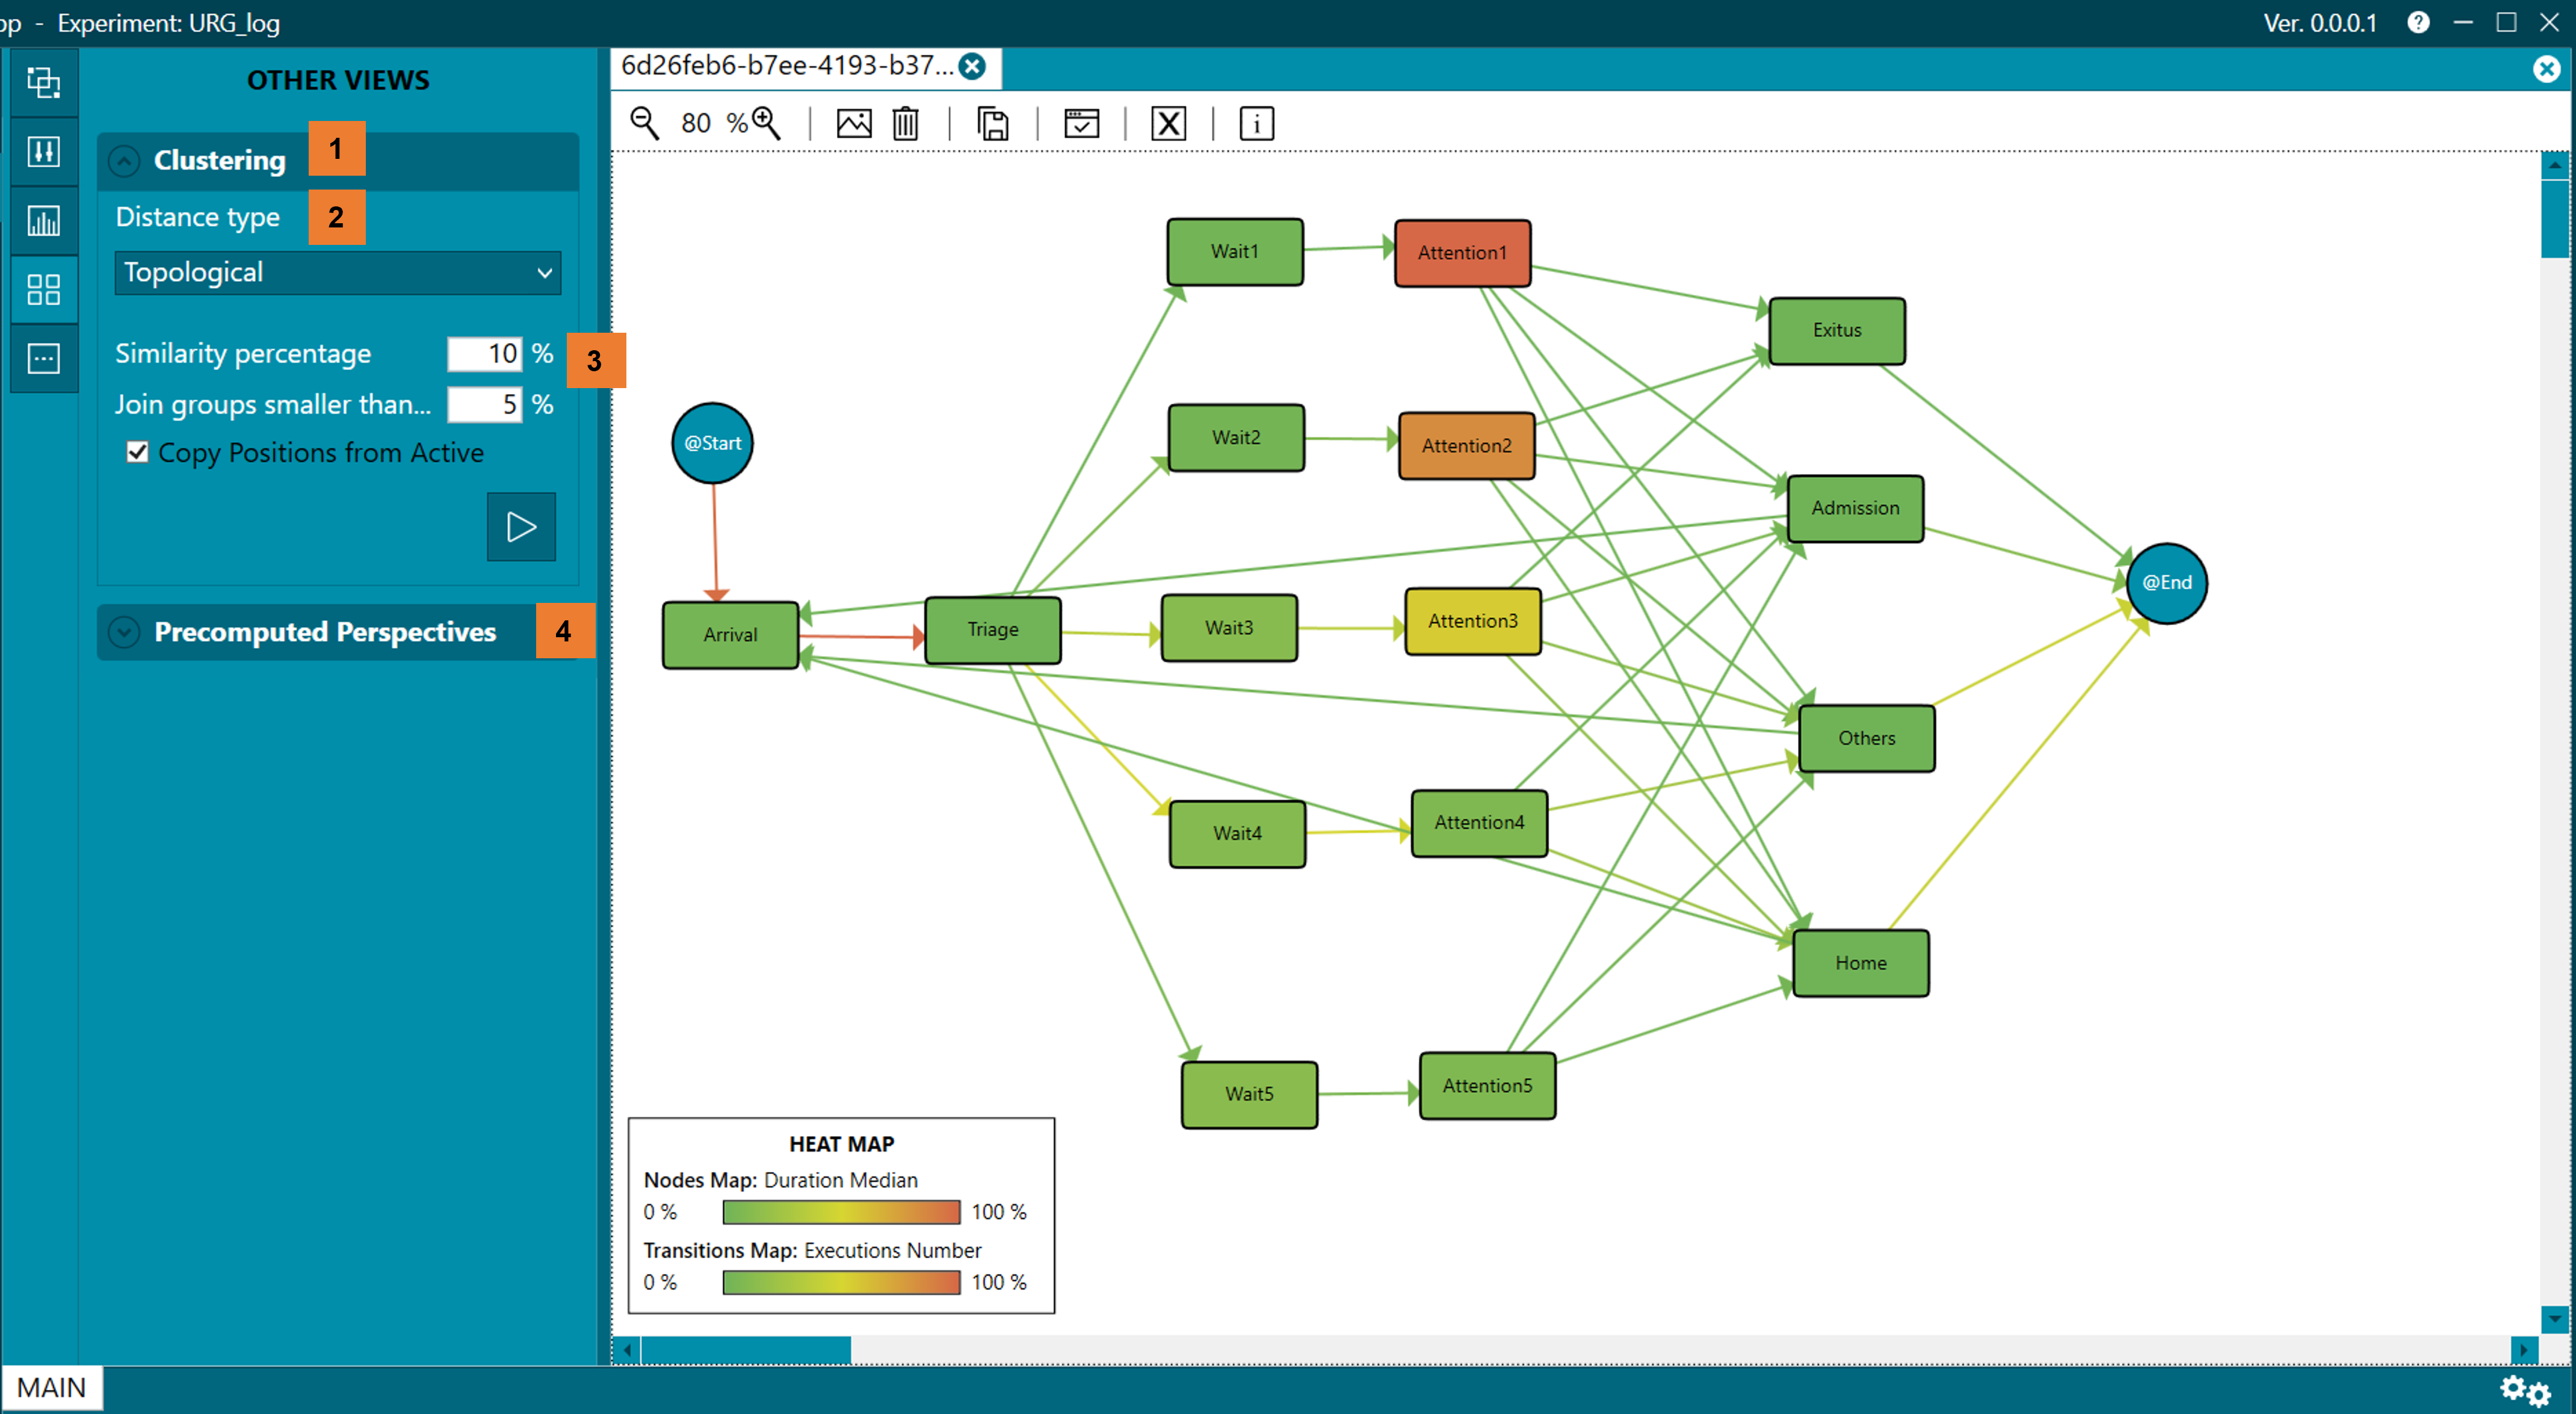 pp - Experiment: URG_log
Ver. 0.0.0.1
OTHER VIEWS
Clustering 1
Distance type 2
Topological
Similarity percentage 10 % 3
Join groups smaller than... 5 %
Copy Positions from Active
Precomputed Perspectives 4
6d26feb6-b7ee-4193-b37...
80 %
i
Wait1
Attention1
Exitus
@Start
Wait2
Attention2
Admission
@End
Arrival
Triage
Wait3
Attention3
Others
Wait4
Attention4
Home
Wait5
Attention5
HEAT MAP
Nodes Map: Duration Median
0 % 100 %
Transitions Map: Executions Number
0 % 100 %
MAIN